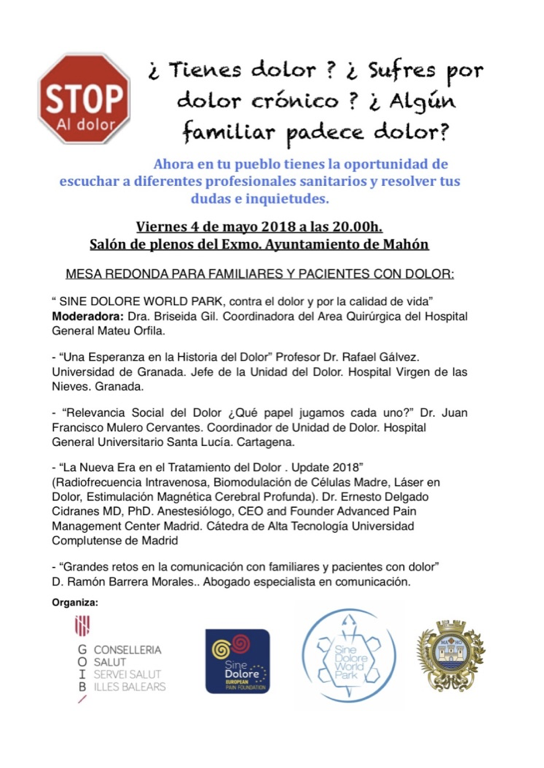 STOP
Al dolor
¿ Tienes dolor ? ¿ Sufres por
dolor crónico ? ¿ Algún
familiar padece dolor?
Ahora en tu pueblo tienes la oportunidad de
escuchar a diferentes profesionales sanitarios y resolver tus
dudas e inquietudes.
Viernes 4 de mayo 2018 a las 20.00h.
Salón de plenos del Exmo. Ayuntamiento de Mahón
MESA REDONDA PARA FAMILIARES Y PACIENTES CON DOLOR:
“ SINE DOLORE WORLD PARK, contra el dolor y por la calidad de vida”
Moderadora: Dra. Briseida Gil. Coordinadora del Area Quirúrgica del Hospital
General Mateu Orfila.
- “Una Esperanza en la Historia del Dolor” Profesor Dr. Rafael Gálvez.
Universidad de Granada. Jefe de la Unidad del Dolor. Hospital Virgen de las
Nieves. Granada.
- “Relevancia Social del Dolor ¿Qué papel jugamos cada uno?” Dr. Juan
Francisco Mulero Cervantes. Coordinador de Unidad de Dolor. Hospital
General Universitario Santa Lucía. Cartagena.
- “La Nueva Era en el Tratamiento del Dolor . Update 2018”
(Radiofrecuencia Intravenosa, Biomodulación de Células Madre, Láser en
Dolor, Estimulación Magnética Cerebral Profunda). Dr. Ernesto Delgado
Cidranes MD, PhD. Anestesiólogo, CEO and Founder Advanced Pain
Management Center Madrid. Cátedra de Alta Tecnología Universidad
Complutense de Madrid
- “Grandes retos en la comunicación con familiares y pacientes con dolor”
D. Ramón Barrera Morales.. Abogado especialista en comunicación.
Organiza:
G CONSELLERIA
O SALUT
I SERVEI SALUT
B ILLES BALEARS
Sine
Dolore
EUROPEAN
PAIN FOUNDATION
Sine
Dolore
World
Park